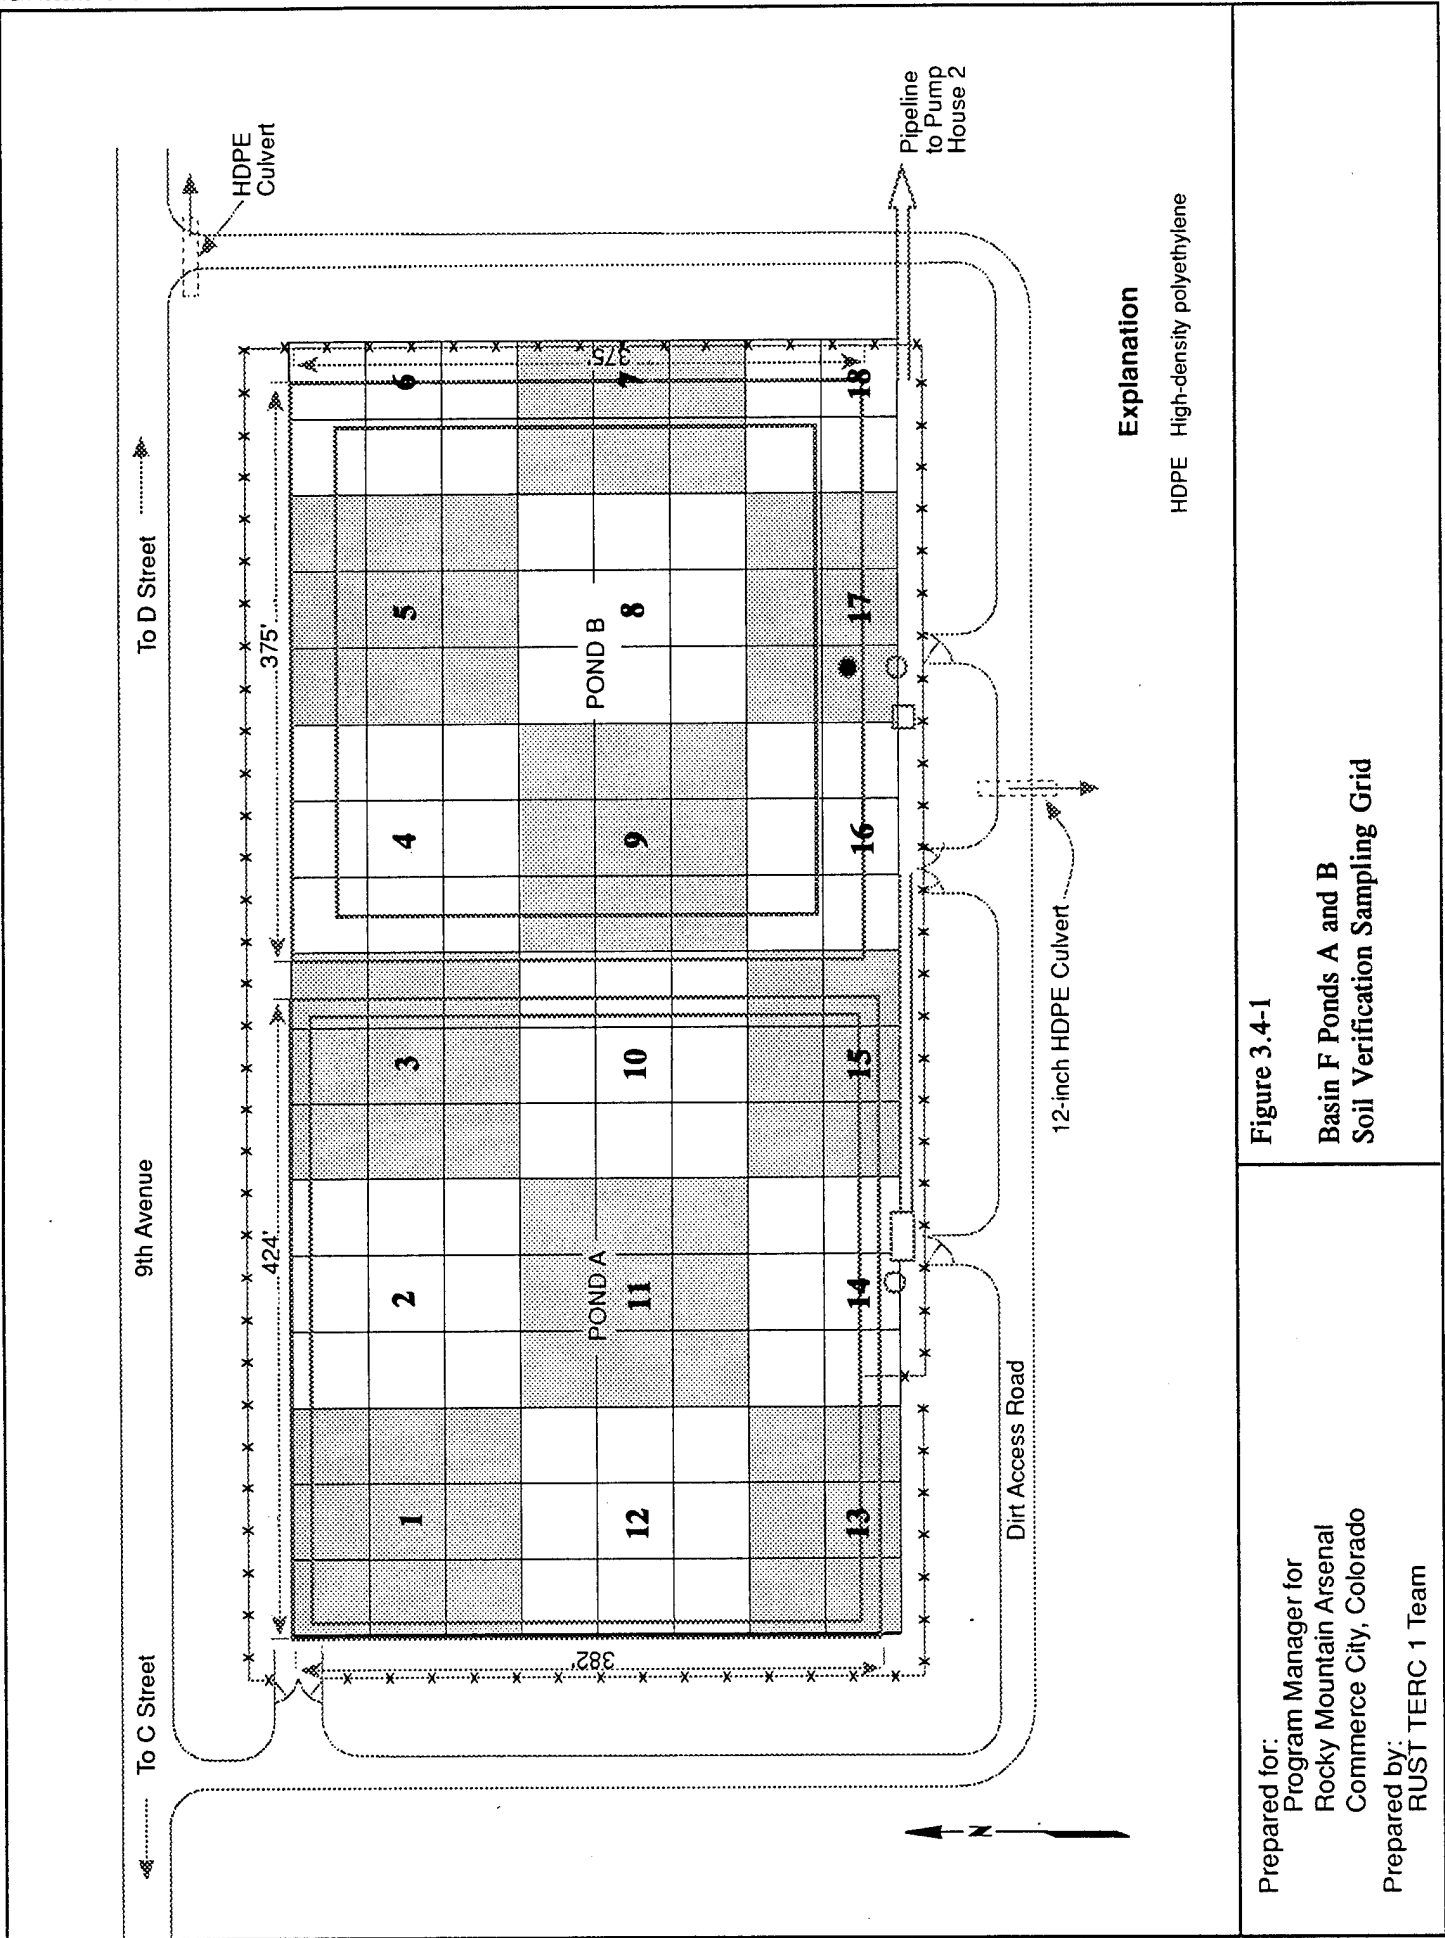 To C Street
9th Avenue
To D Street
HDPE
Culvert
424'
375'
382'
375'
1
2
3
4
5
6
POND A
POND B
12
11
10
9
8
7
13
14
15
16
17
18
Pipeline
to Pump
House 2
Dirt Access Road
12-inch HDPE Culvert
N
Explanation
HDPE High-density polyethylene
Prepared for:
Program Manager for
Rocky Mountain Arsenal
Commerce City, Colorado
Prepared by:
RUST TERC 1 Team
Figure 3.4-1
Basin F Ponds A and B
Soil Verification Sampling Grid